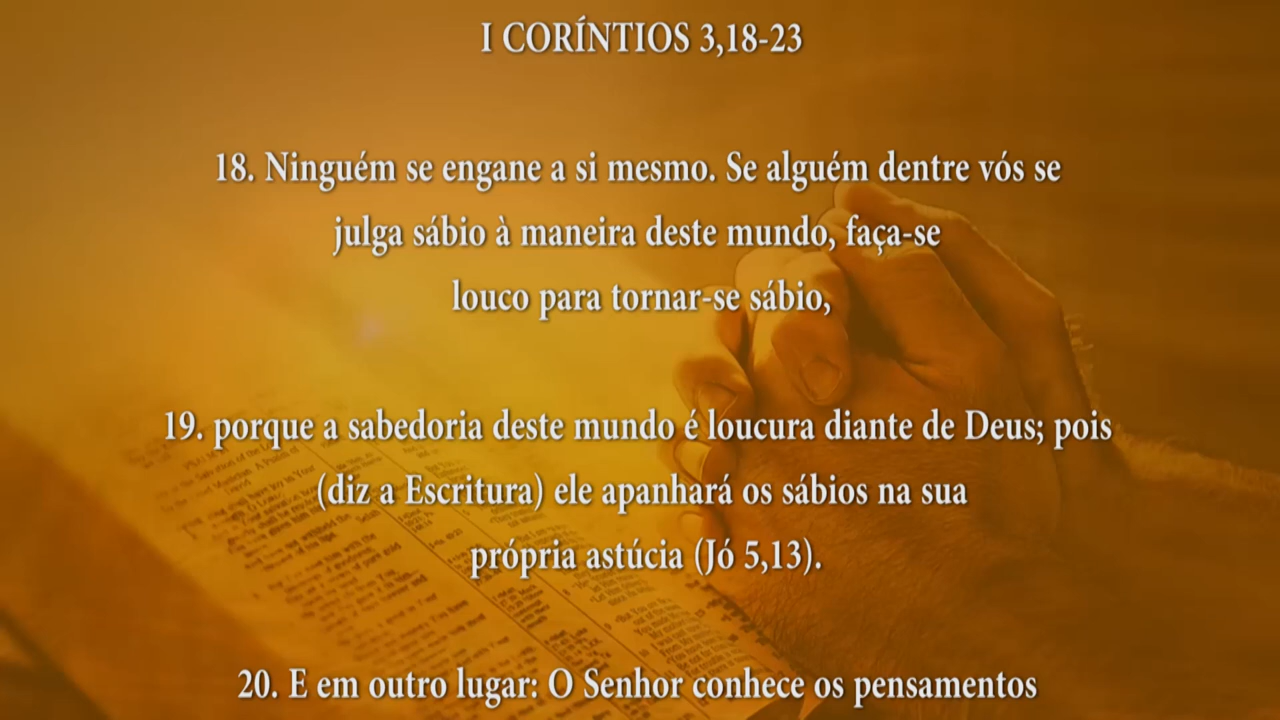 I CORÍNTIOS 3,18-23
18. Ninguém se engane a si mesmo. Se alguém dentre vós se
julga sábio à maneira deste mundo, faça-se
louco para tornar-se sábio,
19. porque a sabedoria deste mundo é loucura diante de Deus; pois
(diz a Escritura) ele apanhará os sábios na sua
própria astúcia (Jó 5,13).
20. E em outro lugar: O Senhor conhece os pensamentos